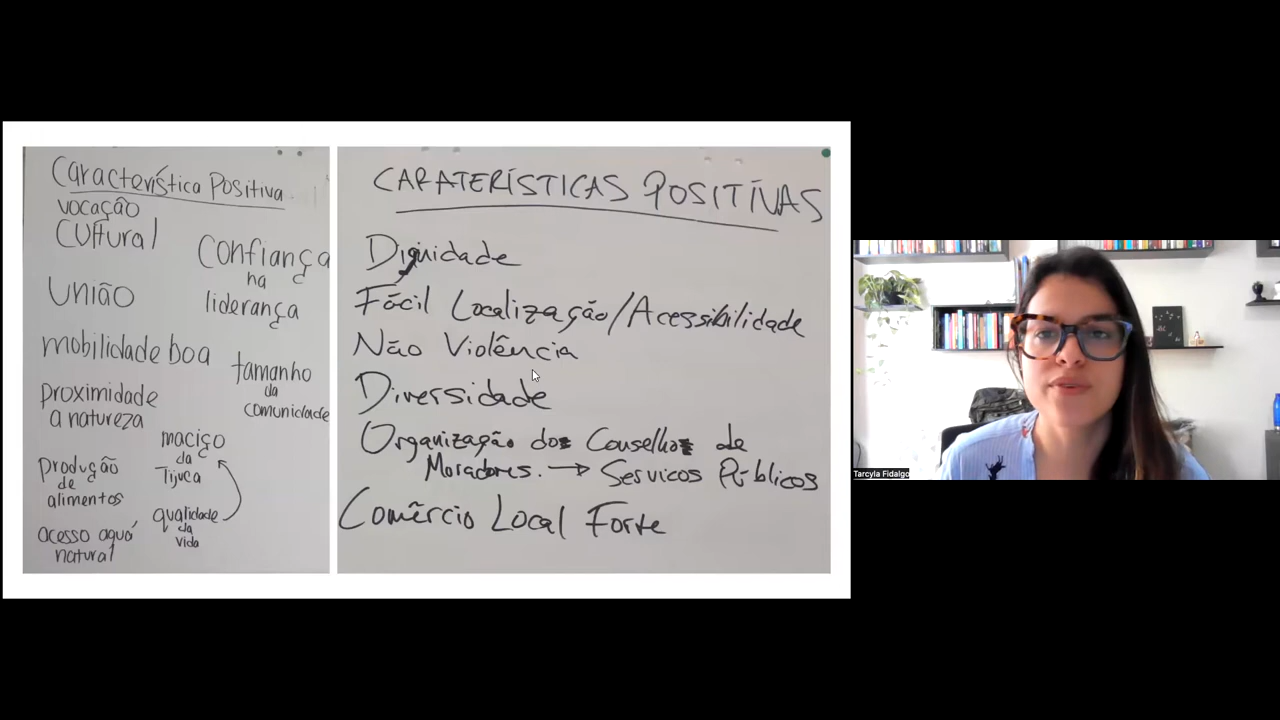 Característica Positiva
vocação
cultural
Confiança
na
liderança
União
mobilidade boa
tamanho
da
comunidade
proximidade
a natureza
maciço
da
Tijuca
produção
de
alimentos
qualidade
da
vida
acesso aquá
natural
CARATERÍSTICAS POSITIVAS
Dignidade
Fácil Localização/Acessibilidade
Não Violência
Diversidade
Organização dos Conselhos de
Moradores. → Servicos Públicos
Comércio Local Forte
Tarcyla Fidalgo